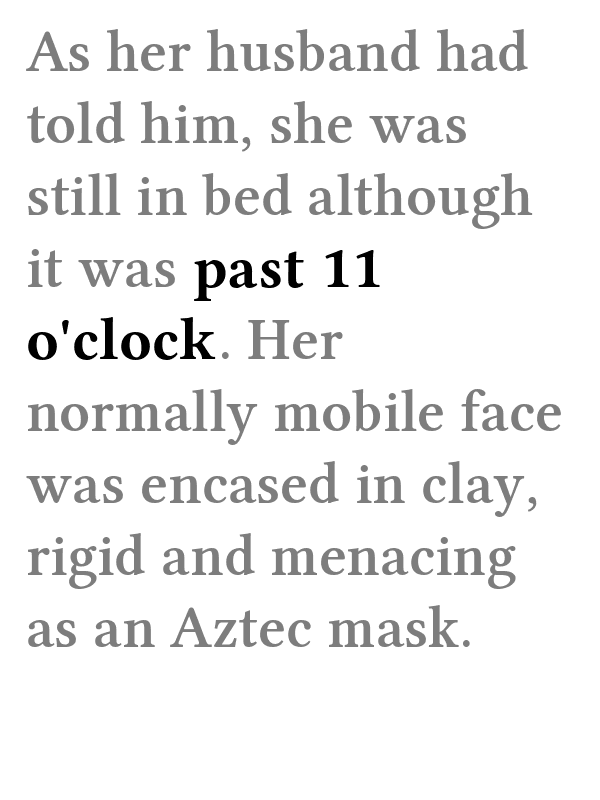 As her husband had
told him, she was
still in bed although
it was past 11
o'clock. Her
normally mobile face
was encased in clay,
rigid and menacing
as an Aztec mask.